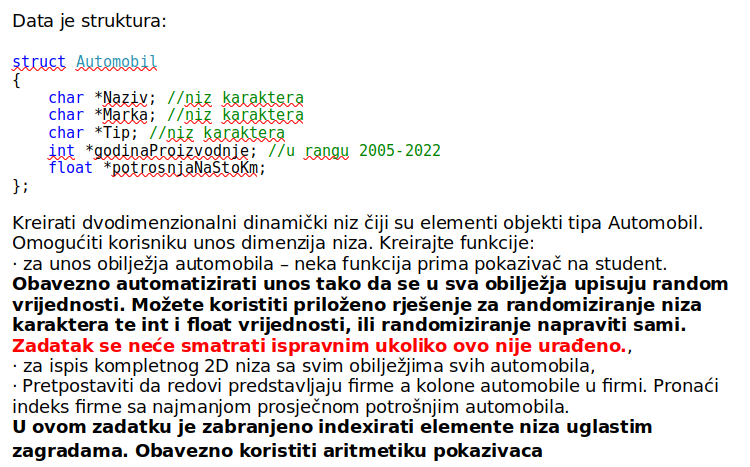 Data je struktura:
struct Automobil
{
char *Naziv; //niz karaktera
char *Marka; //niz karaktera
char *Tip; //niz karaktera
int *godinaProizvodnje; //u rangu 2005-2022
float *potrosnjaNaStoKm;
};
Kreirati dvodimenzionalni dinamički niz čiji su elementi objekti tipa Automobil.
Omogućiti korisniku unos dimenzija niza. Kreirajte funkcije:
· za unos obilježja automobila – neka funkcija prima pokazivač na student.
Obavezno automatizirati unos tako da se u sva obilježja upisuju random
vrijednosti. Možete koristiti priloženo rješenje za randomiziranje niza
karaktera te int i float vrijednosti, ili randomiziranje napraviti sami.
Zadatak se neće smatrati ispravnim ukoliko ovo nije urađeno.,
· za ispis kompletnog 2D niza sa svim obilježjima svih automobila,
· Pretpostaviti da redovi predstavljaju firme a kolone automobile u firmi. Pronaći
indeks firme sa najmanjom prosječnom potrošnjim automobila.
U ovom zadatku je zabranjeno indexirati elemente niza uglastim
zagradama. Obavezno koristiti aritmetiku pokazivaca